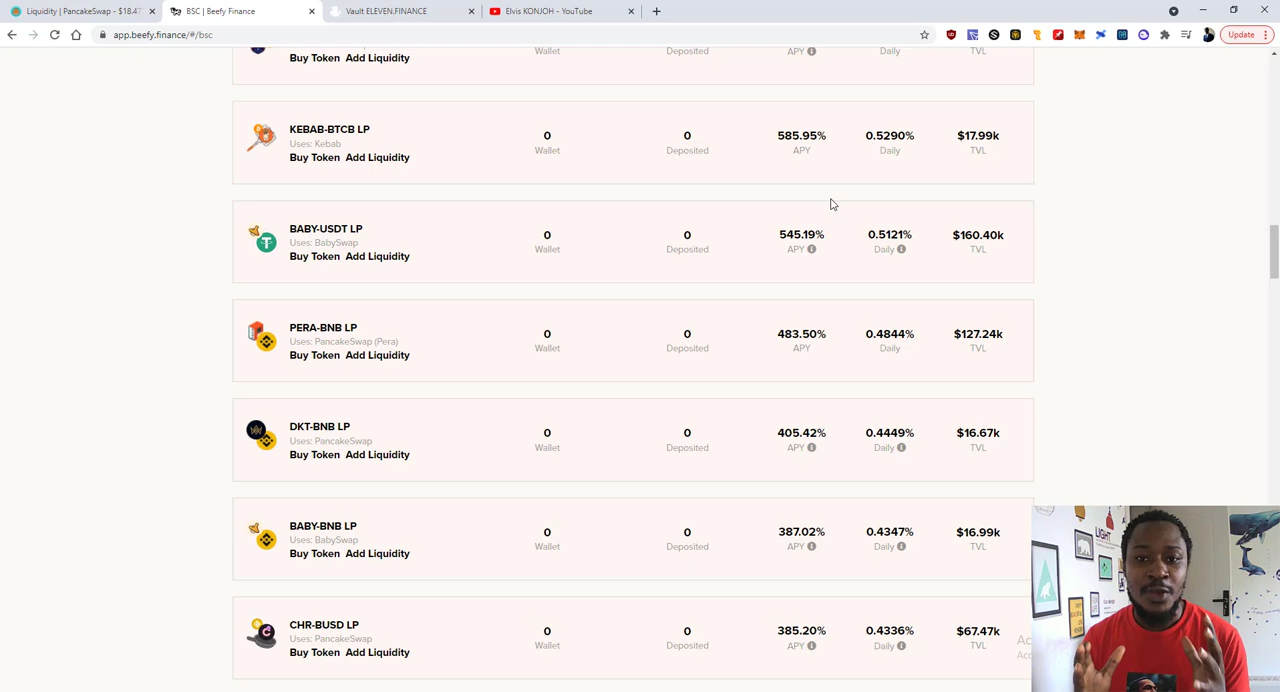 Liquidity | PancakeSwap - $18.47
BSC | Beefy Finance
Vault ELEVEN.FINANCE
Elvis KONJOH - YouTube
app.beefy.finance/#/bsc
Update
Buy Token Add Liquidity
Wallet
Deposited
APY
Daily
TVL
KEBAB-BTCB LP
Uses: Kebab
Buy Token Add Liquidity
0
Wallet
0
Deposited
585.95%
APY
0.5290%
Daily
$17.99k
TVL
BABY-USDT LP
Uses: BabySwap
Buy Token Add Liquidity
0
Wallet
0
Deposited
545.19%
APY
0.5121%
Daily
$160.40k
TVL
PERA-BNB LP
Uses: PancakeSwap (Pera)
Buy Token Add Liquidity
0
Wallet
0
Deposited
483.50%
APY
0.4844%
Daily
$127.24k
TVL
DKT-BNB LP
Uses: PancakeSwap
Buy Token Add Liquidity
0
Wallet
0
Deposited
405.42%
APY
0.4449%
Daily
$16.67k
TVL
BABY-BNB LP
Uses: BabySwap
Buy Token Add Liquidity
0
Wallet
0
Deposited
387.02%
APY
0.4347%
Daily
$16.99k
TVL
CHR-BUSD LP
Uses: PancakeSwap
Buy Token Add Liquidity
0
Wallet
0
Deposited
385.20%
APY
0.4336%
Daily
$67.47k
TVL
LIGHT